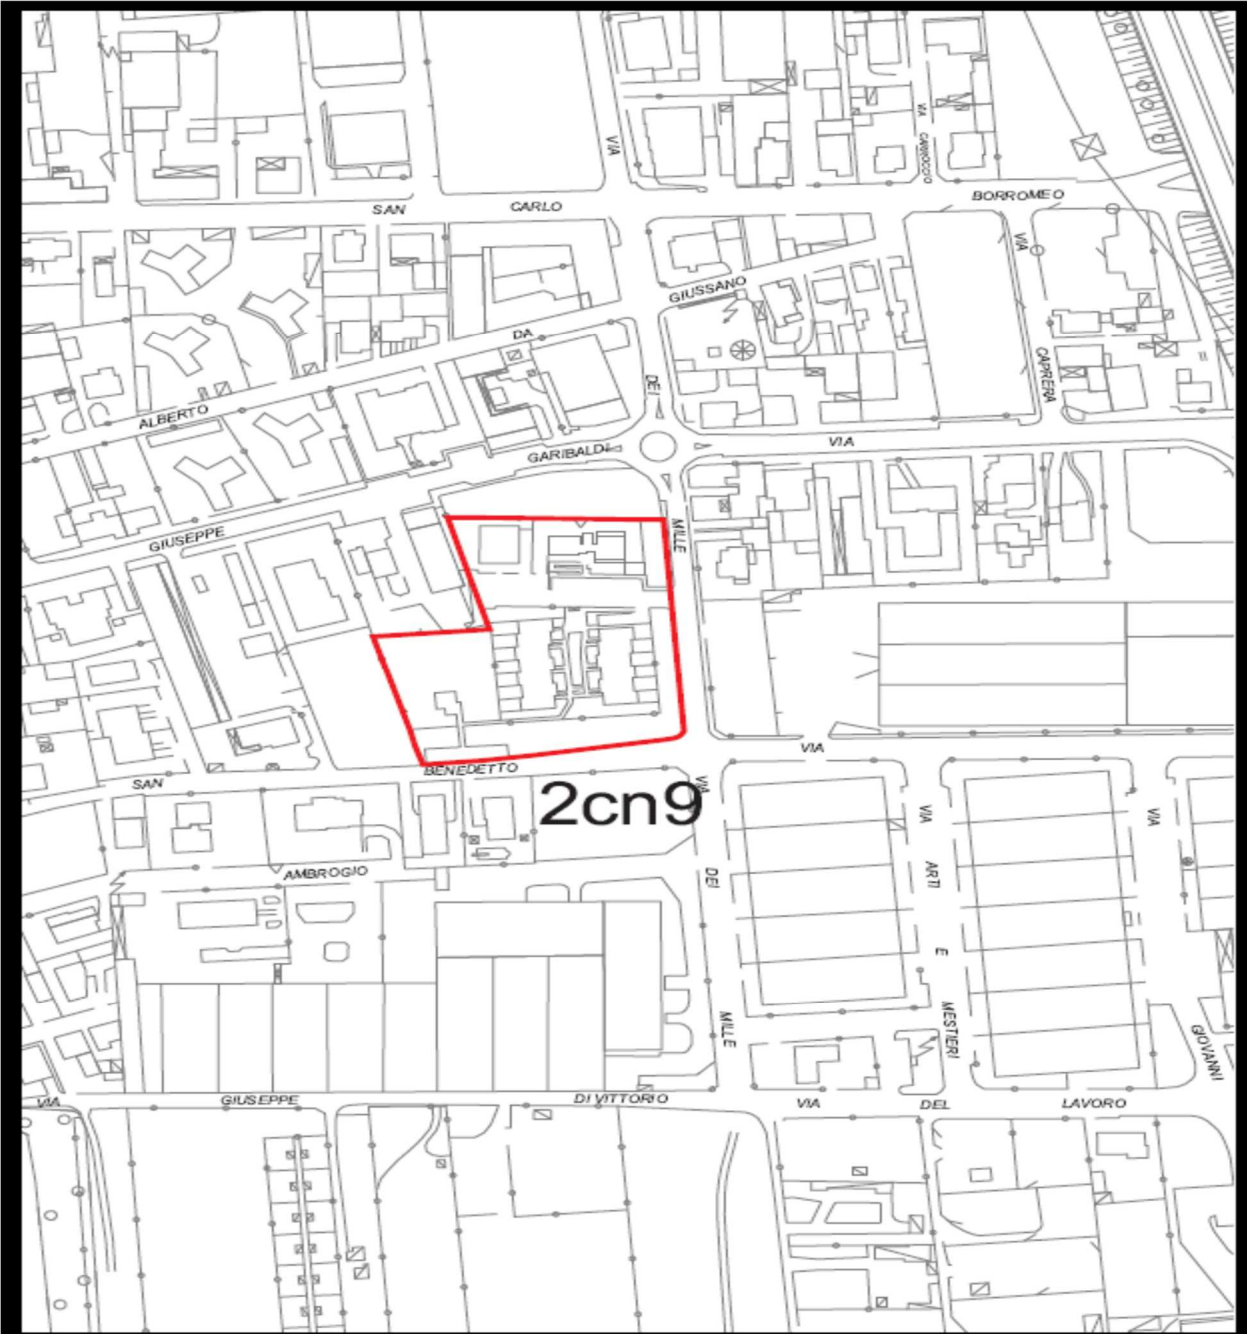 VIA
VIA CARROCCIO
BORROMEO
SAN CARLO
VIA
GIUSSANO
DA
CAPRERA
DEI
ALBERTO
VIA
GARIBALDI
GIUSEPPE
MILLE
VIA
BENEDETTO
SAN
2cn9
VIA
VIA
VIA
AMBROGIO
DEI
ARTI
E
MILLE
MESTIERI
GIOVANNI
VIA GIUSEPPE DI VITTORIO VIA DEL LAVORO